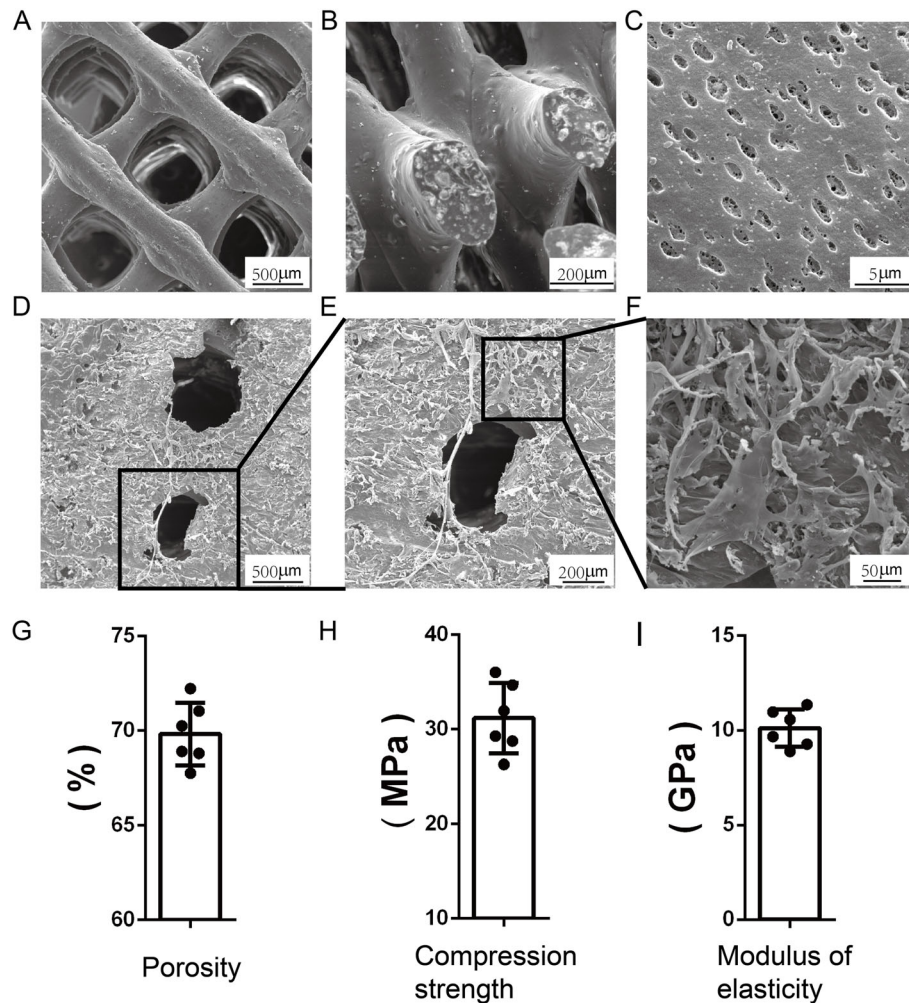 A
B
C
500μm
200μm
5μm
D
E
F
500μm
200μm
50μm
G
H
I
75
70
65
60
( % )
Porosity
40
30
20
10
( MPa )
Compression
strength
15
10
5
0
( GPa )
Modulus of
elasticity